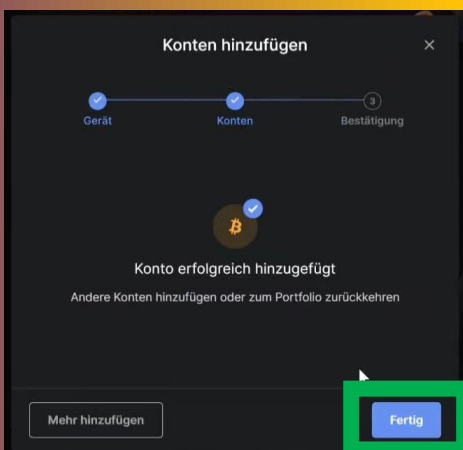 Konten hinzufügen
3
Gerät
Konten
Bestätigung
Konto erfolgreich hinzugefügt
Andere Konten hinzufügen oder zum Portfolio zurückkehren
Mehr hinzufügen
Fertig